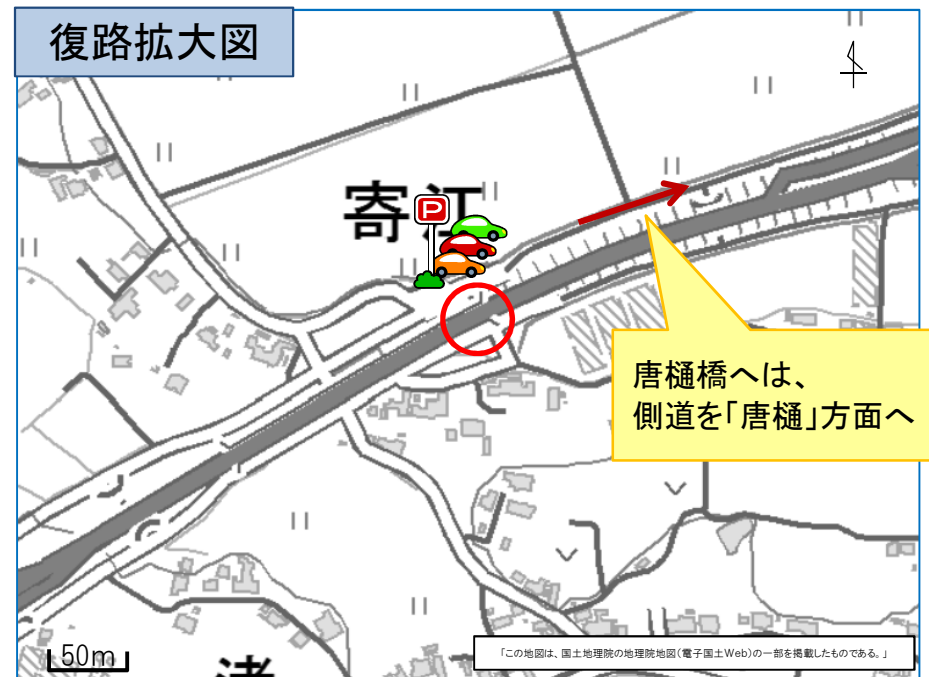 復路拡大図
寄江
P
唐樋橋へは、
側道を「唐樋」方面へ
50m
渚
「この地図は、国土地理院の地理院地図(電子国土Web)の一部を掲載したものである。」